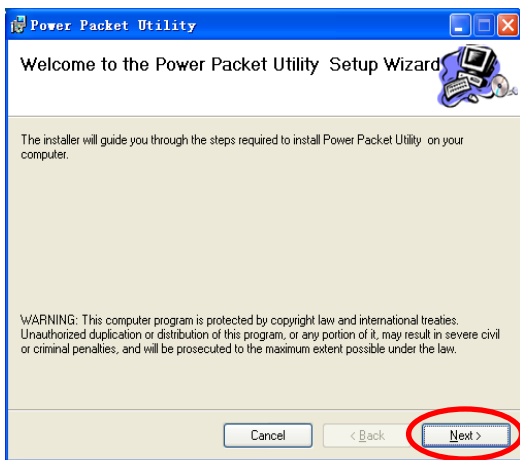 Power Packet Utility
Welcome to the Power Packet Utility Setup Wizard
The installer will guide you through the steps required to install Power Packet Utility on your
computer.
WARNING: This computer program is protected by copyright law and international treaties.
Unauthorized duplication or distribution of this program, or any portion of it, may result in severe civil
or criminal penalties, and will be prosecuted to the maximum extent possible under the law.
Cancel
< Back
Next >